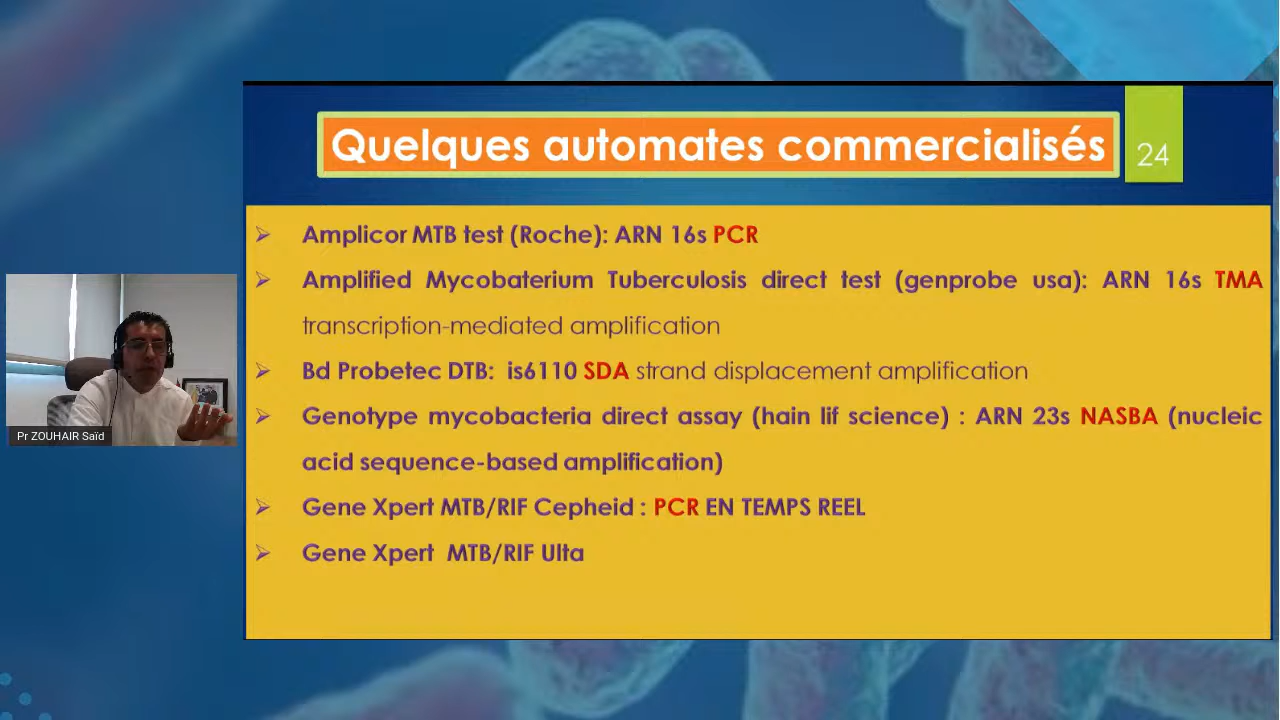 Quelques automates commercialisés
24
Amplicor MTB test (Roche): ARN 16s PCR
Amplified Mycobaterium Tuberculosis direct test (genprobe usa): ARN 16s TMA
transcription-mediated amplification
Bd Probetec DTB: is6110 SDA strand displacement amplification
Genotype mycobacteria direct assay (hain lif science) : ARN 23s NASBA (nucleic
acid sequence-based amplification)
Gene Xpert MTB/RIF Cepheid : PCR EN TEMPS REEL
Gene Xpert MTB/RIF Ulta
Pr ZOUHAIR Saïd